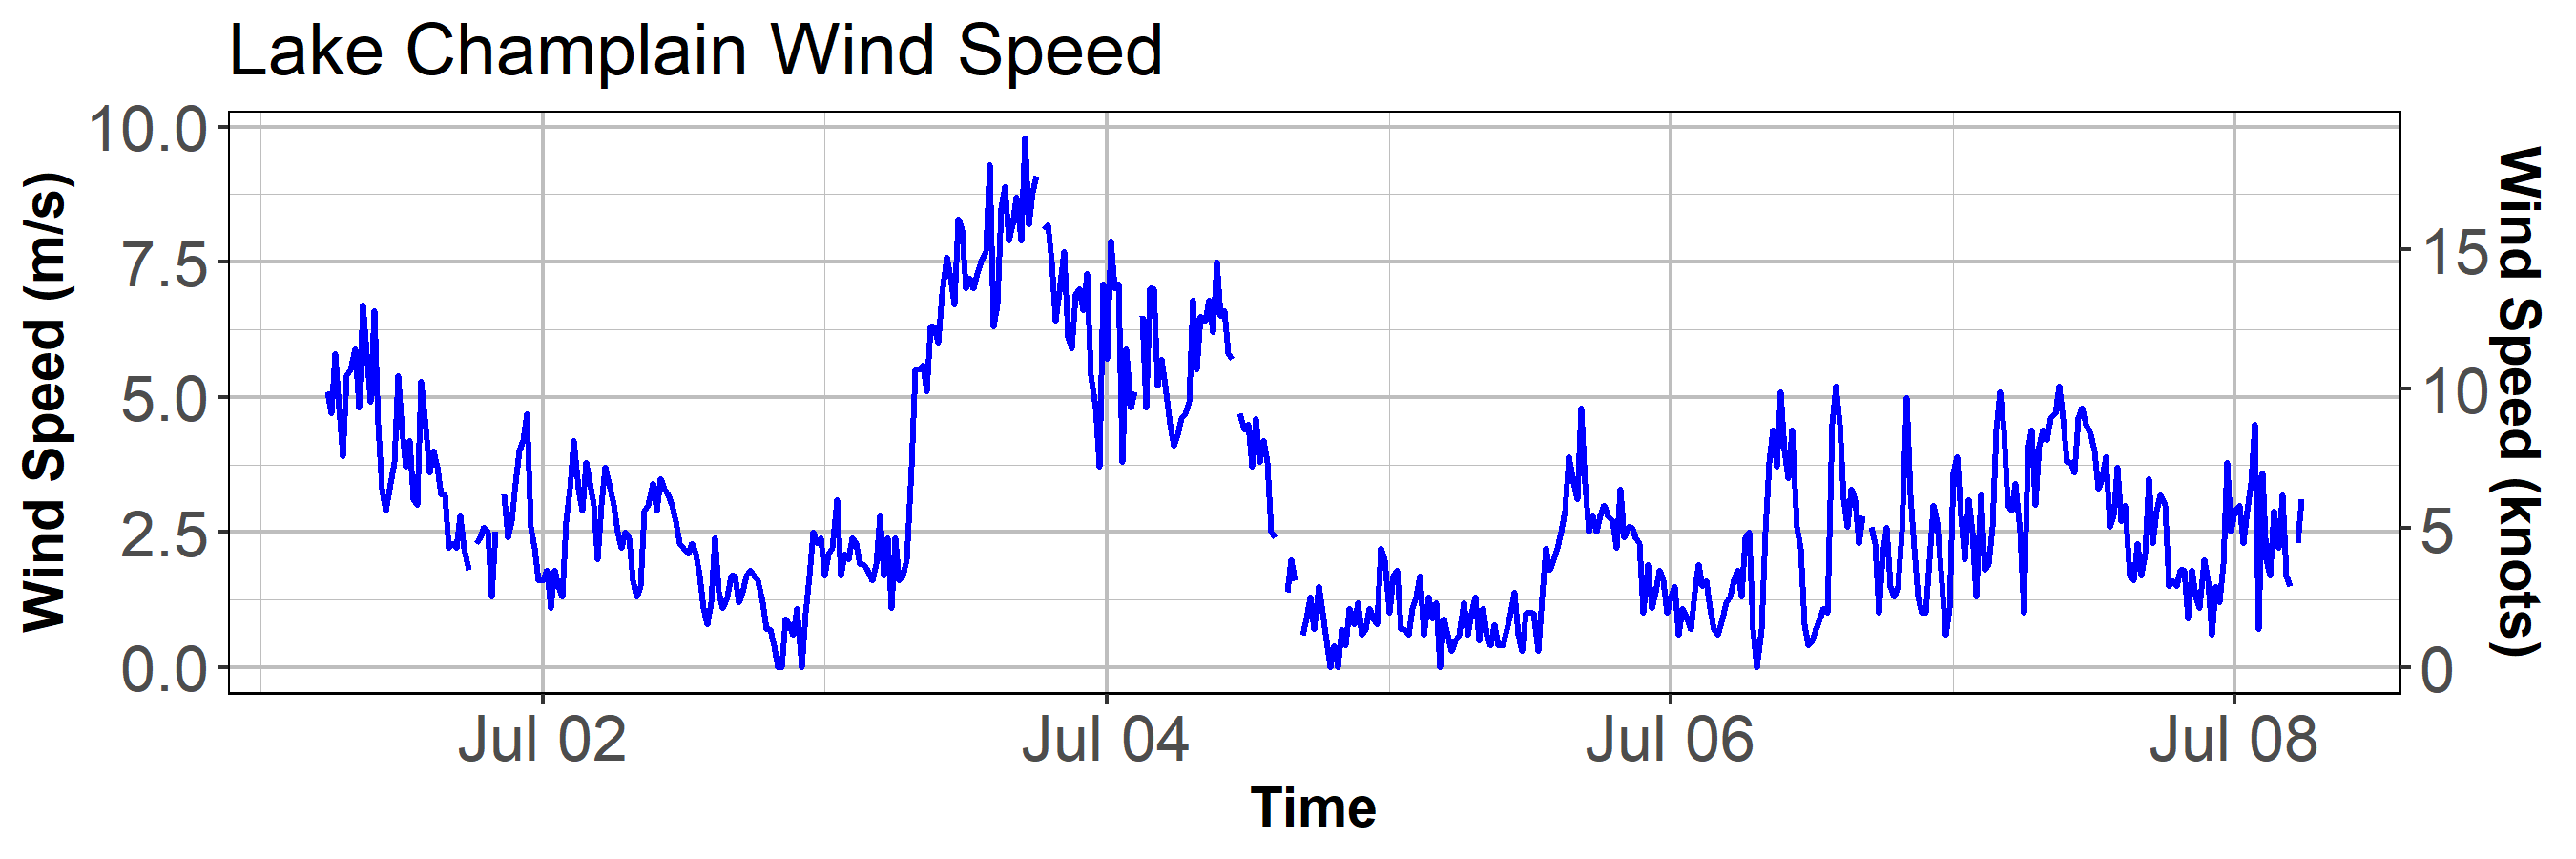 Lake Champlain Wind Speed
Wind Speed (m/s)
10.0
7.5
5.0
2.5
0.0
15
10
5
0
Wind Speed (knots)
Jul 02
Jul 04
Jul 06
Jul 08
Time